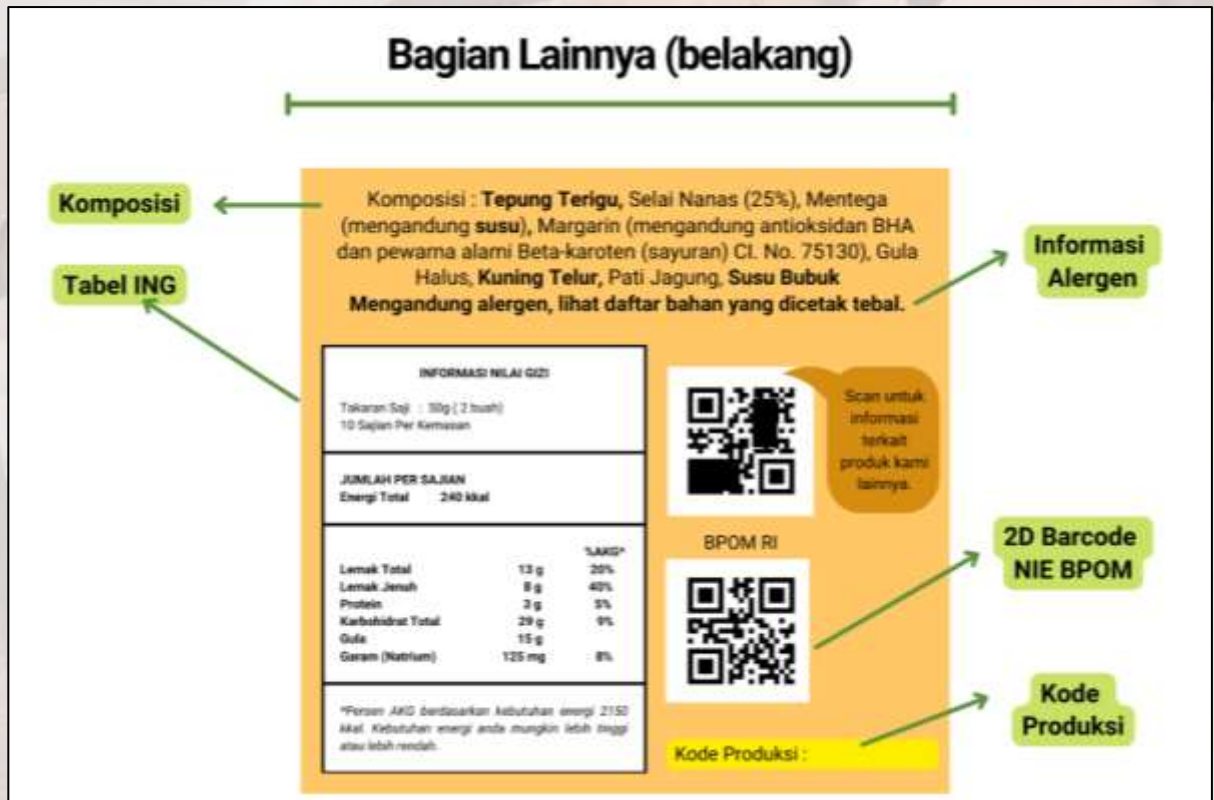 Bagian Lainnya (belakang)
Komposisi
Tabel ING
Komposisi : Tepung Terigu, Selai Nanas (25%), Mentega
(mengandung susu), Margarin (mengandung antioksidan BHA
dan pewarna alami Beta-karoten (sayuran) CI. No. 75130), Gula
Halus, Kuning Telur, Pati Jagung, Susu Bubuk
Mengandung alergen, lihat daftar bahan yang dicetak tebal.
Informasi
Alergen
INFORMASI NILAI GIZI
Takaran Saji : 50g ( 2 buah)
10 Sajian Per Kemasan
JUMLAH PER SAJIAN
Energi Total 240 kkal
%AKG*
Lemak Total 13 g 20%
Lemak Jenuh 8 g 40%
Protein 3 g 5%
Karbohidrat Total 29 g 9%
Gula 15 g
Garam (Natrium) 125 mg 8%
*Persen AKG berdasarkan kebutuhan energi 2150
kkal. Kebutuhan energi anda mungkin lebih tinggi
atau lebih rendah.
Scan untuk
informasi
terkait
produk kami
lainnya.
BPOM RI
2D Barcode
NIE BPOM
Kode Produksi :
Kode
Produksi